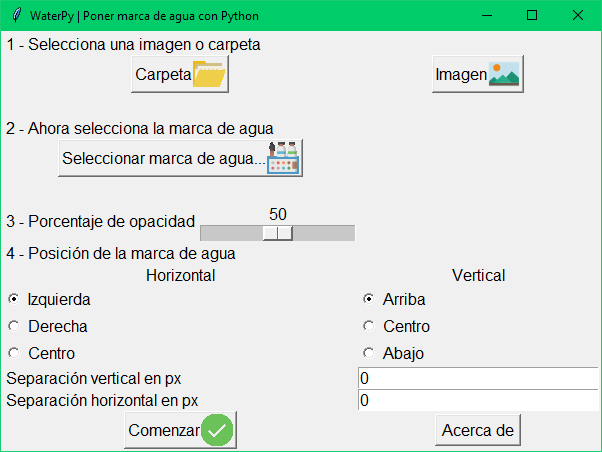 WaterPy | Poner marca de agua con Python
1 - Selecciona una imagen o carpeta
Carpeta Imagen
2 - Ahora selecciona la marca de agua
Seleccionar marca de agua...
50
3 - Porcentaje de opacidad
4 - Posición de la marca de agua
Horizontal Vertical
Izquierda Arriba
Derecha Centro
Centro Abajo
Separación vertical en px 0
Separación horizontal en px 0
Comenzar Acerca de